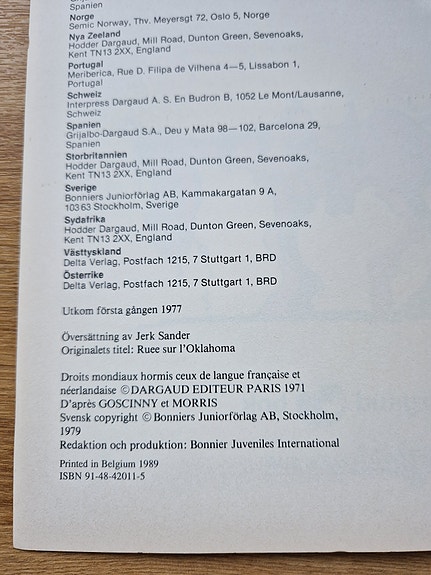 Spanien
Norge
Semic Norway, Thv. Meyersgt 72, Oslo 5, Norge
Nya Zeeland
Hodder Dargaud, Mill Road, Dunton Green, Sevenoaks,
Kent TN13 2XX, England
Portugal
Meriberica, Rue D. Filipa de Vilhena 4—5, Lissabon 1,
Portugal
Schweiz
Interpress Dargaud A. S. En Budron B, 1052 Le Mont/Lausanne,
Schweiz
Spanien
Grijalbo-Dargaud S.A., Deu y Mata 98—102, Barcelona 29,
Spanien
Storbritannien
Hodder Dargaud, Mill Road, Dunton Green, Sevenoaks,
Kent TN13 2XX, England
Sverige
Bonniers Juniorförlag AB, Kammakargatan 9 A,
103 63 Stockholm, Sverige
Sydafrika
Hodder Dargaud, Mill Road, Dunton Green, Sevenoaks,
Kent TN13 2XX, England
Västtyskland
Delta Verlag, Postfach 1215, 7 Stuttgart 1, BRD
Österrike
Delta Verlag, Postfach 1215, 7 Stuttgart 1, BRD
Utkom första gången 1977
Översättning av Jerk Sander
Originalets titel: Ruee sur l'Oklahoma
Droits mondiaux hormis ceux de langue française et
néerlandaise © DARGAUD EDITEUR PARIS 1971
D'après GOSCINNY et MORRIS
Svensk copyright © Bonniers Juniorförlag AB, Stockholm,
1979
Redaktion och produktion: Bonnier Juveniles International
Printed in Belgium 1989
ISBN 91-48-42011-5